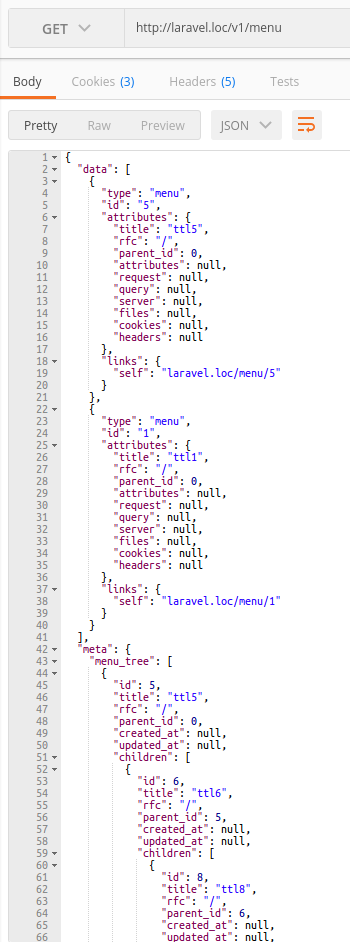 GET http://laravel.loc/v1/menu
Body Cookies (3) Headers (5) Tests
Pretty Raw Preview JSON
1 {
2 "data": [
3 {
4 "type": "menu",
5 "id": "5",
6 "attributes": {
7 "title": "ttl5",
8 "rfc": "/",
9 "parent_id": 0,
10 "attributes": null,
11 "request": null,
12 "query": null,
13 "server": null,
14 "files": null,
15 "cookies": null,
16 "headers": null
17 },
18 "links": {
19 "self": "laravel.loc/menu/5"
20 }
21 },
22 {
23 "type": "menu",
24 "id": "1",
25 "attributes": {
26 "title": "ttl1",
27 "rfc": "/",
28 "parent_id": 0,
29 "attributes": null,
30 "request": null,
31 "query": null,
32 "server": null,
33 "files": null,
34 "cookies": null,
35 "headers": null
36 },
37 "links": {
38 "self": "laravel.loc/menu/1"
39 }
40 }
41 ],
42 "meta": {
43 "menu_tree": [
44 {
45 "id": 5,
46 "title": "ttl5",
47 "rfc": "/",
48 "parent_id": 0,
49 "created_at": null,
50 "updated_at": null,
51 "children": [
52 {
53 "id": 6,
54 "title": "ttl6",
55 "rfc": "/",
56 "parent_id": 5,
57 "created_at": null,
58 "updated_at": null,
59 "children": [
60 {
61 "id": 8,
62 "title": "ttl8",
63 "rfc": "/",
64 "parent_id": 6,
65 "created_at": null,
66 "updated_at": null,